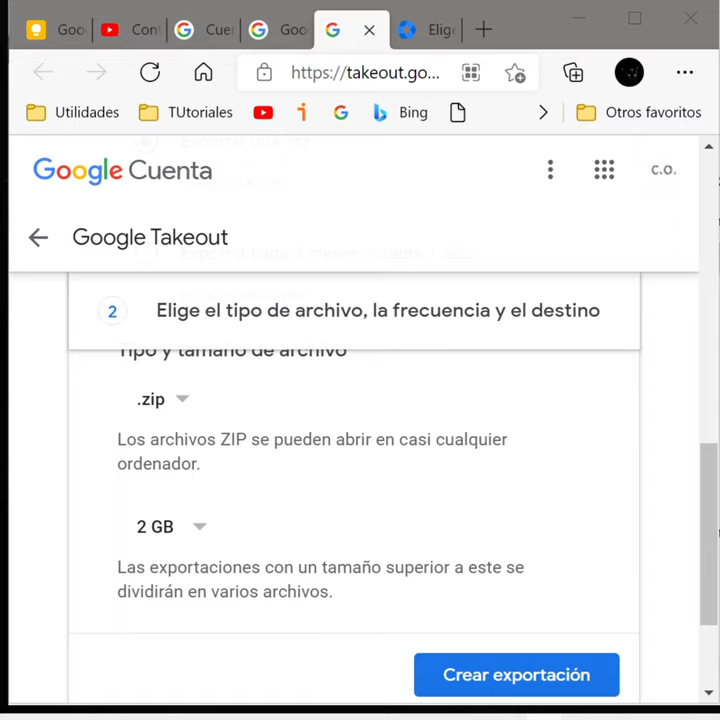 Goo
Con
Cuer
Goo
Elige
https://takeout.go...
Utilidades
TUtoriales
Bing
Otros favoritos
Google Cuenta
C.O.
Google Takeout
2 Elige el tipo de archivo, la frecuencia y el destino
Tipo y tamaño de archivo
.zip
Los archivos ZIP se pueden abrir en casi cualquier
ordenador.
2 GB
Las exportaciones con un tamaño superior a este se
dividirán en varios archivos.
Crear exportación